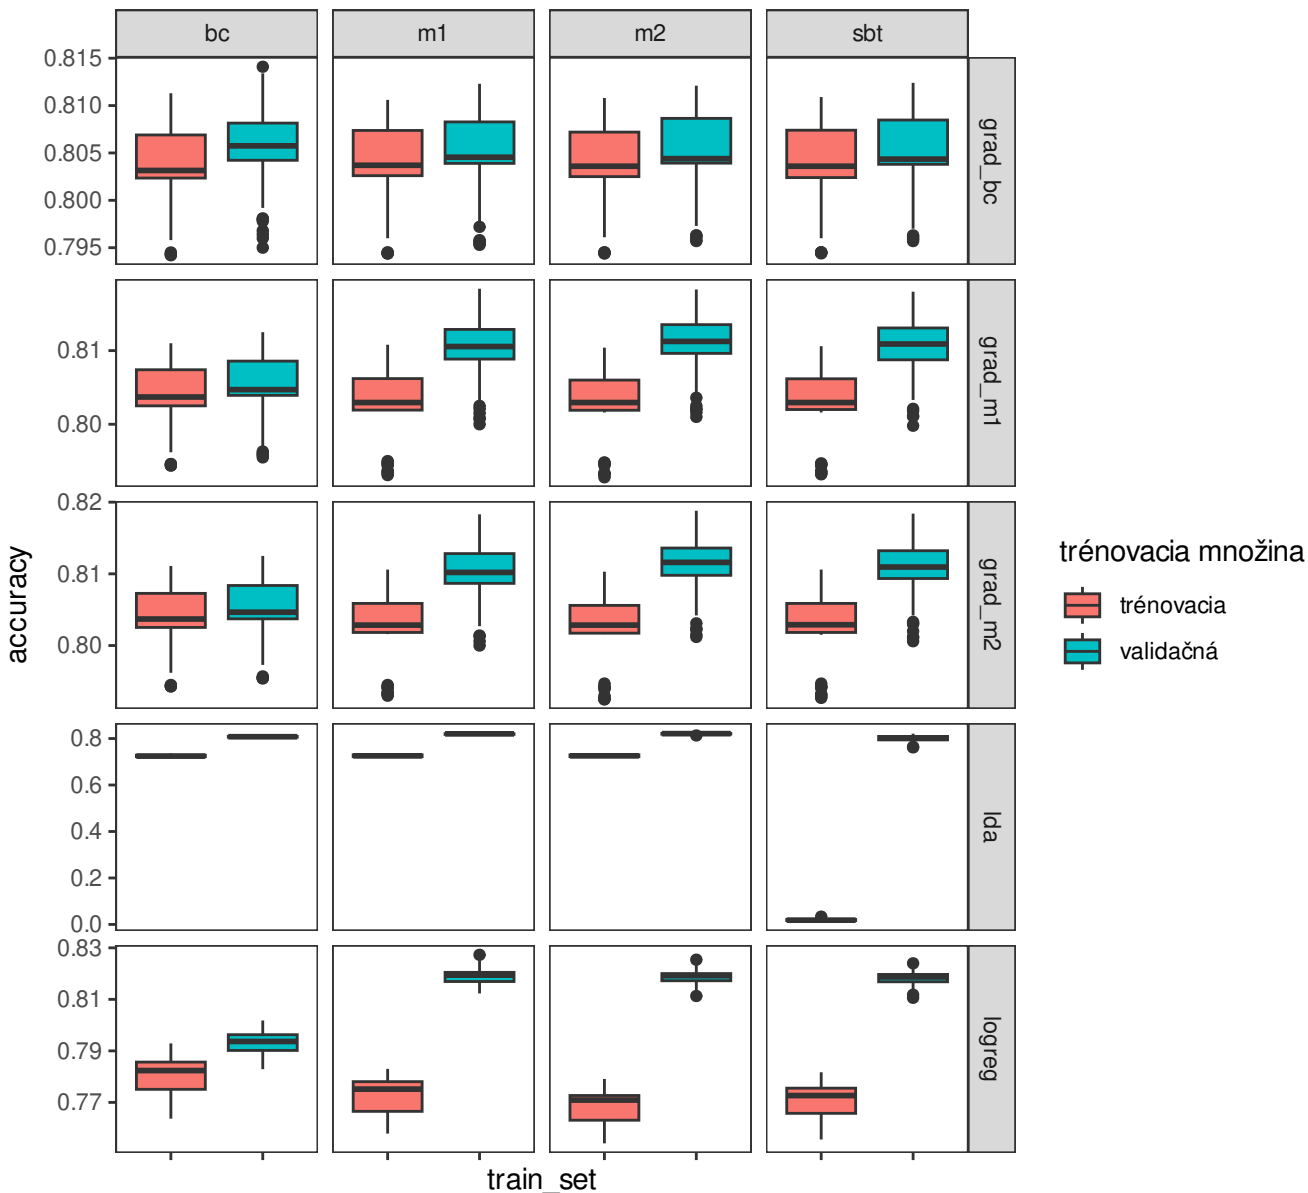 bc m1 m2 sbt
0.815
0.810
0.805
0.800
0.795
grad_bc
0.81
0.80
grad_m1
0.82
0.81
0.80
grad_m2
0.8
0.6
0.4
0.2
0.0
lda
0.83
0.81
0.79
0.77
logreg
accuracy
train_set
trénovacia množina
trénovacia
validačná